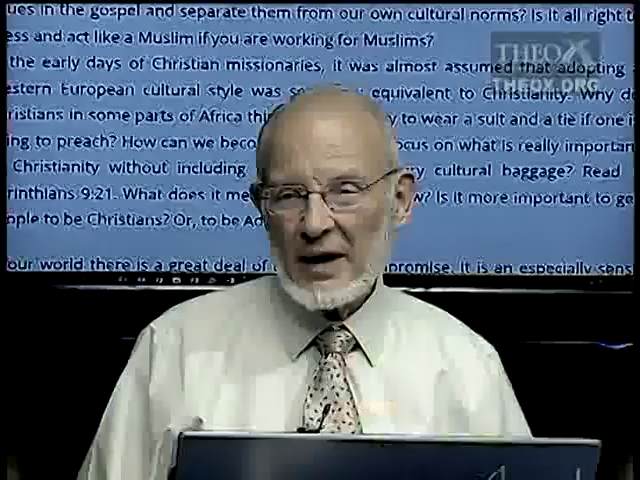 ues in the gospel and separate them from our own cultural norms? Is it all right t
ess and act like a Muslim if you are working for Muslims?
the early days of Christian missionaries, it was almost assumed that adopting
estern European cultural style was equivalent to Christianity. Why do
ristians in some parts of Africa thi y to wear a suit and a tie if one i
ing to preach? How can we beco ocus on what is really importan
Christianity without including y cultural baggage? Read
rinthians 9:21. What does it me w? Is it more important to ge
ople to be Christians? Or, to be Ad
our world there is a great deal of promise. It is an especially sens
THEOX
THEOX.ORG